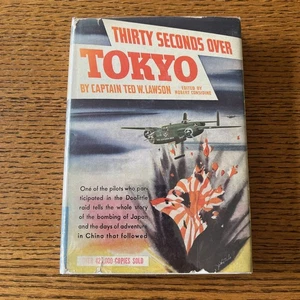 THIRTY SECONDS OVER
TOKYO
BY CAPTAIN TED W. LAWSON
EDITED BY
ROBERT CONSIDINE
One of the pilots who par-
ticipated in the Doolittle
raid tells the whole story
of the bombing of Japan
and the days of adventure
in China that followed
COPIES SOLD